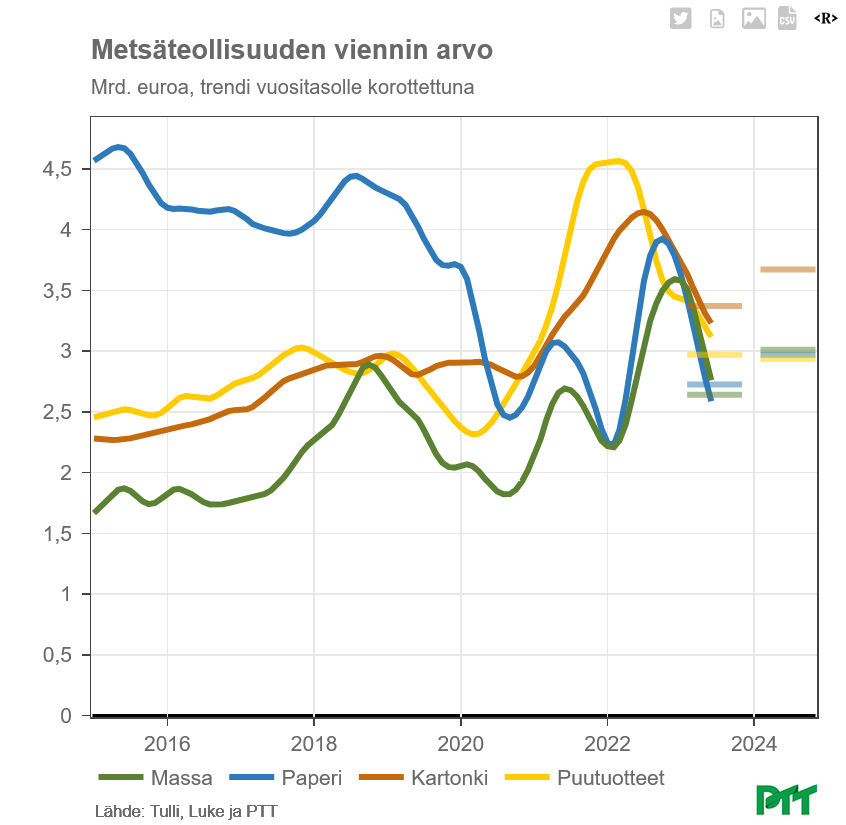 CSV
<R>
Metsäteollisuuden viennin arvo
Mrd. euroa, trendi vuositasolle korotettuna
4,5
4
3,5
3
2,5
2
1,5
1
0,5
0
2016 2018 2020 2022 2024
Massa Paperi Kartonki Puutuotteet
Lähde: Tulli, Luke ja PTT
PTT